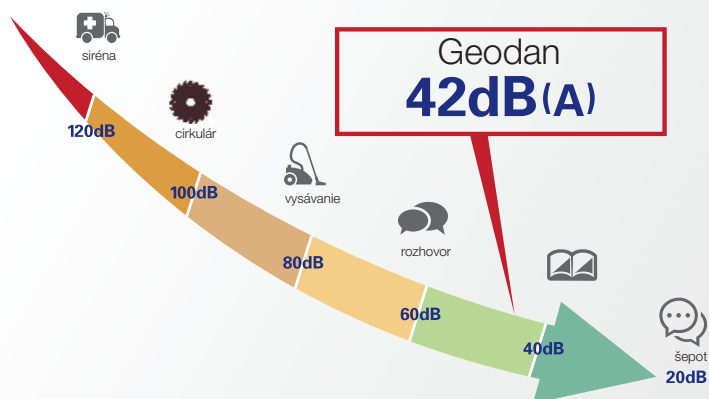 siréna
120dB
cirkulár
100dB
vysávanie
80dB
rozhovor
60dB
Geodan
42dB(A)
40dB
šepot
20dB